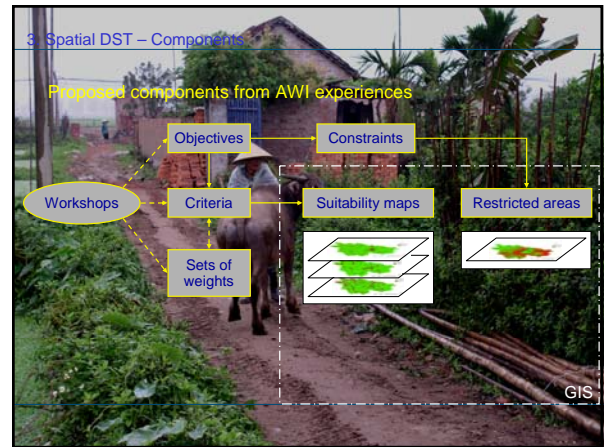 3. Spatial DST – Components
Proposed components from AWI experiences
Objectives
Constraints
Workshops
Criteria
Suitability maps
Restricted areas
Sets of
weights
GIS